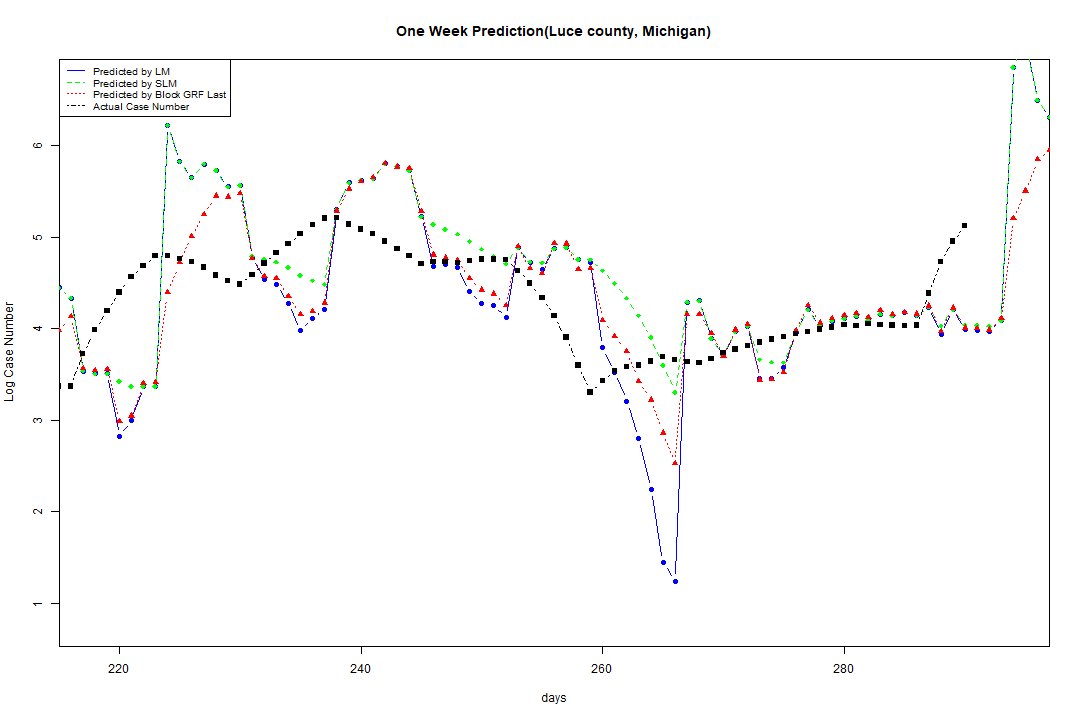 One Week Prediction(Luce county, Michigan)
Predicted by LM
Predicted by SLM
Predicted by Block GRF Last
Actual Case Number
Log Case Number
6
5
4
3
2
1
220 240 260 280
days